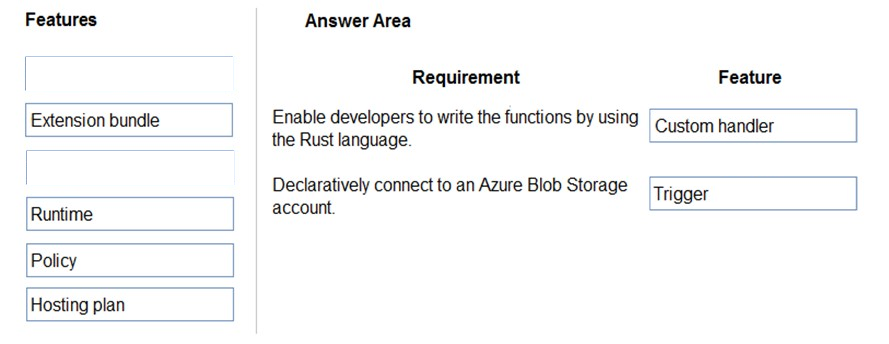 Features
Answer Area
Requirement
Feature
Extension bundle
Enable developers to write the functions by using
the Rust language.
Custom handler
Declaratively connect to an Azure Blob Storage
account.
Trigger
Runtime
Policy
Hosting plan